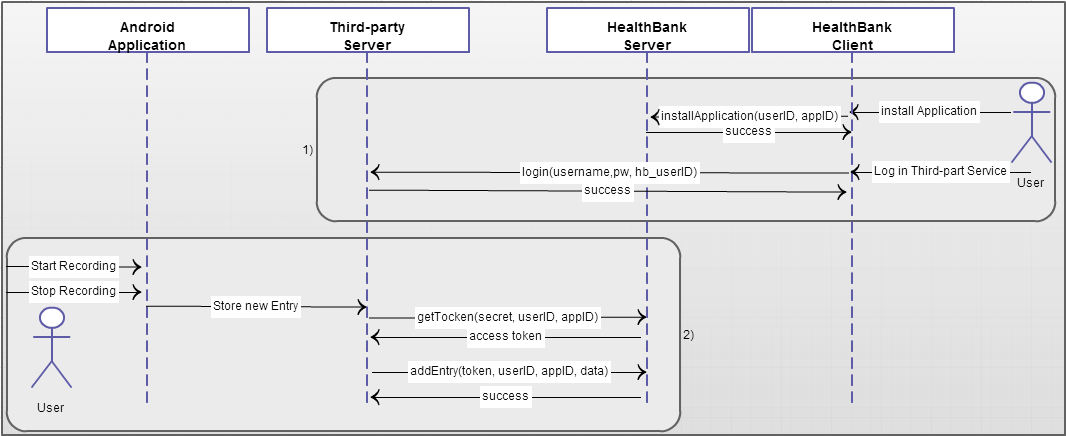 Android
Application
Third-party
Server
HealthBank
Server
HealthBank
Client
install Application
installApplication(userID, appID)
success
1)
login(username,pw, hb_userID)
Log in Third-part Service
User
success
Start Recording
Stop Recording
Store new Entry
getTocken(secret, userID, appID)
access token
2)
addEntry(token, userID, appID, data)
success
User